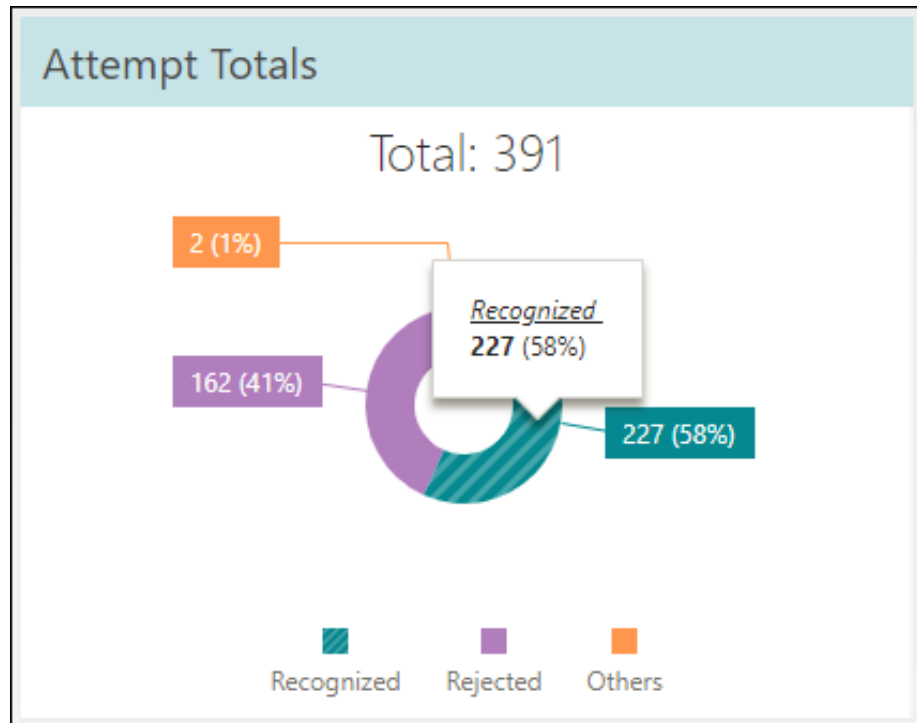 Attempt Totals
Total: 391
2 (1%)
Recognized
227 (58%)
162 (41%)
227 (58%)
Recognized Rejected Others